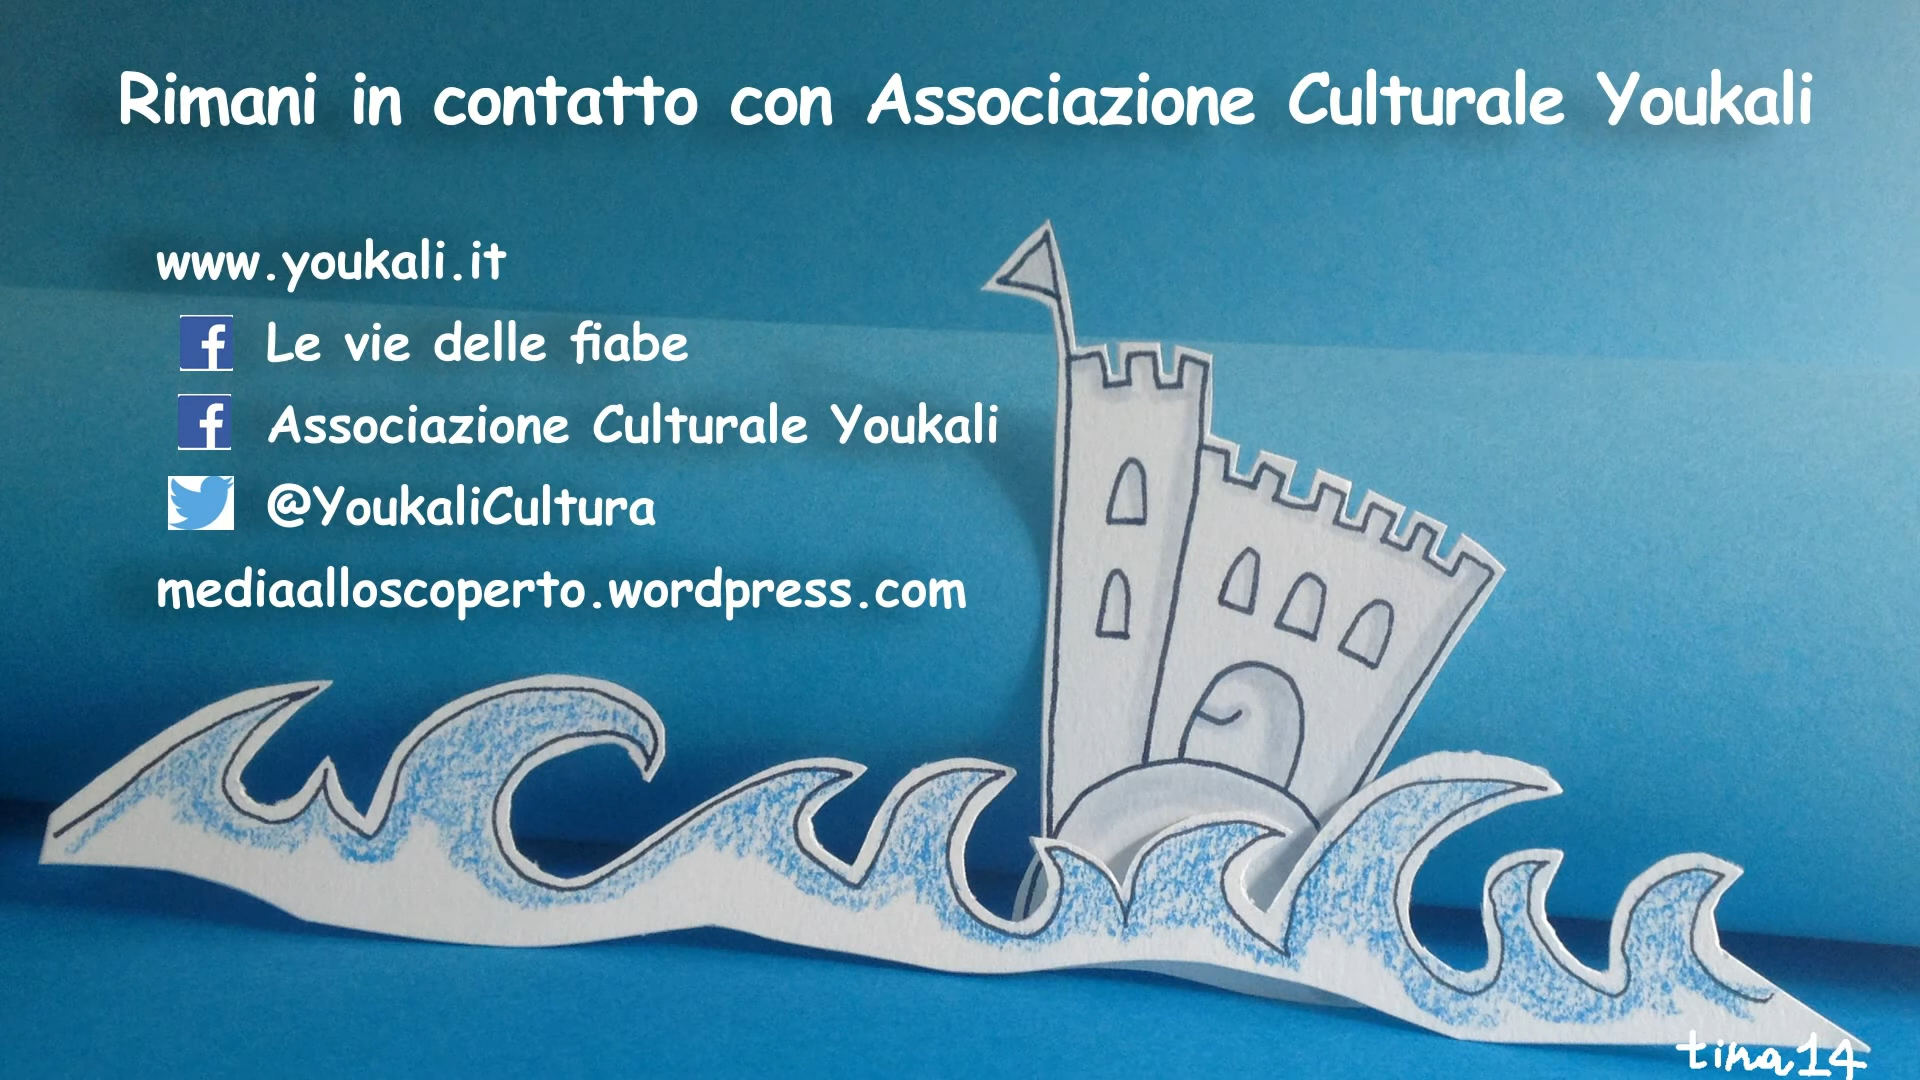 Rimani in contatto con Associazione Culturale Youkali
www.youkali.it
Le vie delle fiabe
Associazione Culturale Youkali
@YoukaliCultura
mediaalloscoperto.wordpress.com
tina14